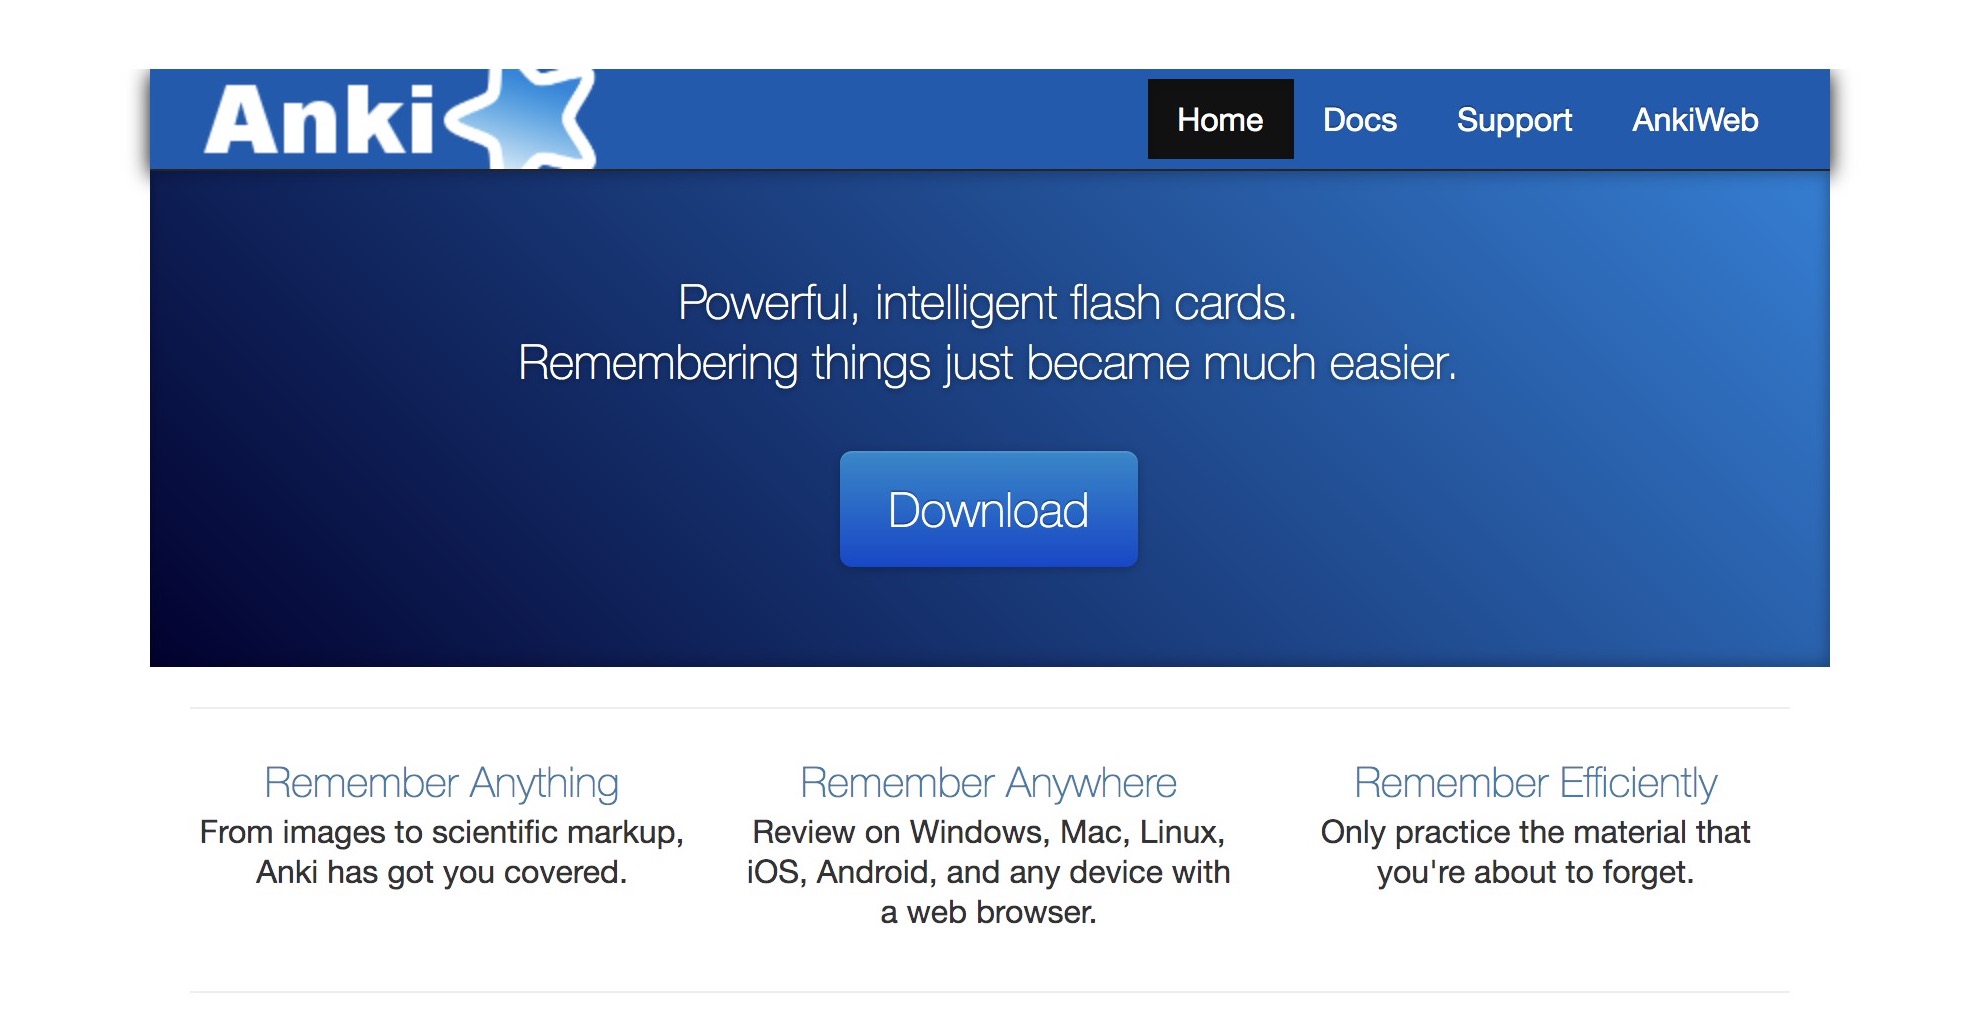 Anki
Home Docs Support AnkiWeb
Powerful, intelligent flash cards.
Remembering things just became much easier.
Download
Remember Anything
From images to scientific markup,
Anki has got you covered.
Remember Anywhere
Review on Windows, Mac, Linux,
iOS, Android, and any device with
a web browser.
Remember Efficiently
Only practice the material that
you're about to forget.